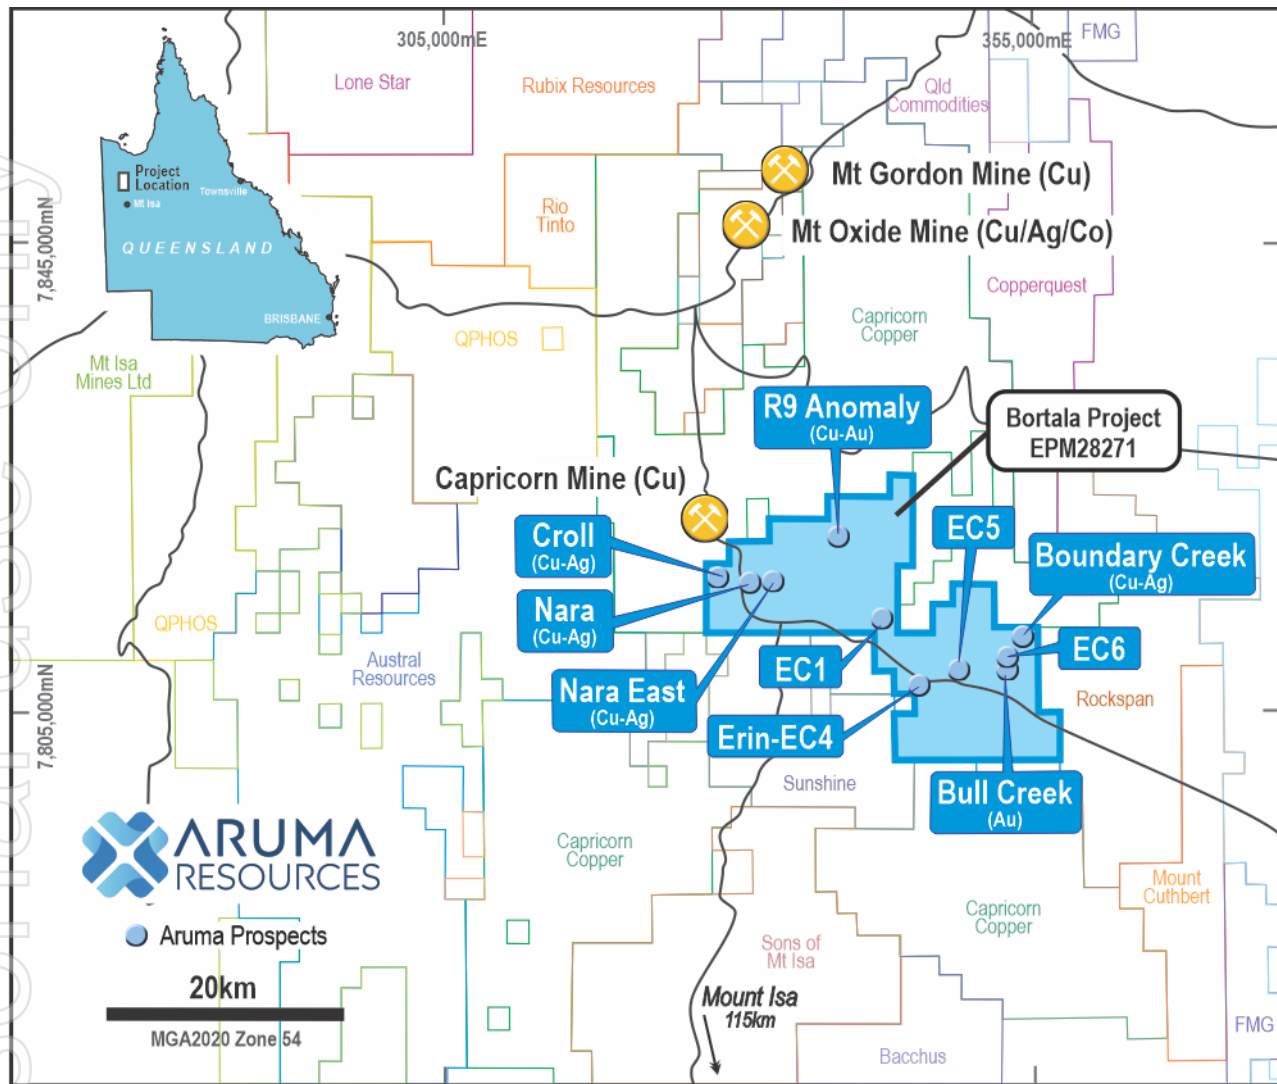 305,000mE
355,000mE
FMG
Lone Star
Rubix Resources
Qld
Commodities
Project
Location
Townsville
Mt Isa
QUEENSLAND
BRISBANE
Mt Gordon Mine (Cu)
Rio
Tinto
Mt Oxide Mine (Cu/Ag/Co)
7,845,000mN
Copperquest
Capricorn
Copper
QPHOS
Mt Isa
Mines Ltd
R9 Anomaly
(Cu-Au)
Bortala Project
EPM28271
Capricorn Mine (Cu)
Croll
(Cu-Ag)
EC5
Boundary Creek
(Cu-Ag)
Nara
(Cu-Ag)
QPHOS
EC6
Austral
Resources
EC1
Nara East
(Cu-Ag)
Rockspan
7,805,000mN
Erin-EC4
Sunshine
Bull Creek
(Au)
ARUMA
RESOURCES
Capricorn
Copper
Mount
Cuthbert
Capricorn
Copper
Aruma Prospects
Sons of
Mt Isa
20km
Mount Isa
115km
MGA2020 Zone 54
FMG
Bacchus